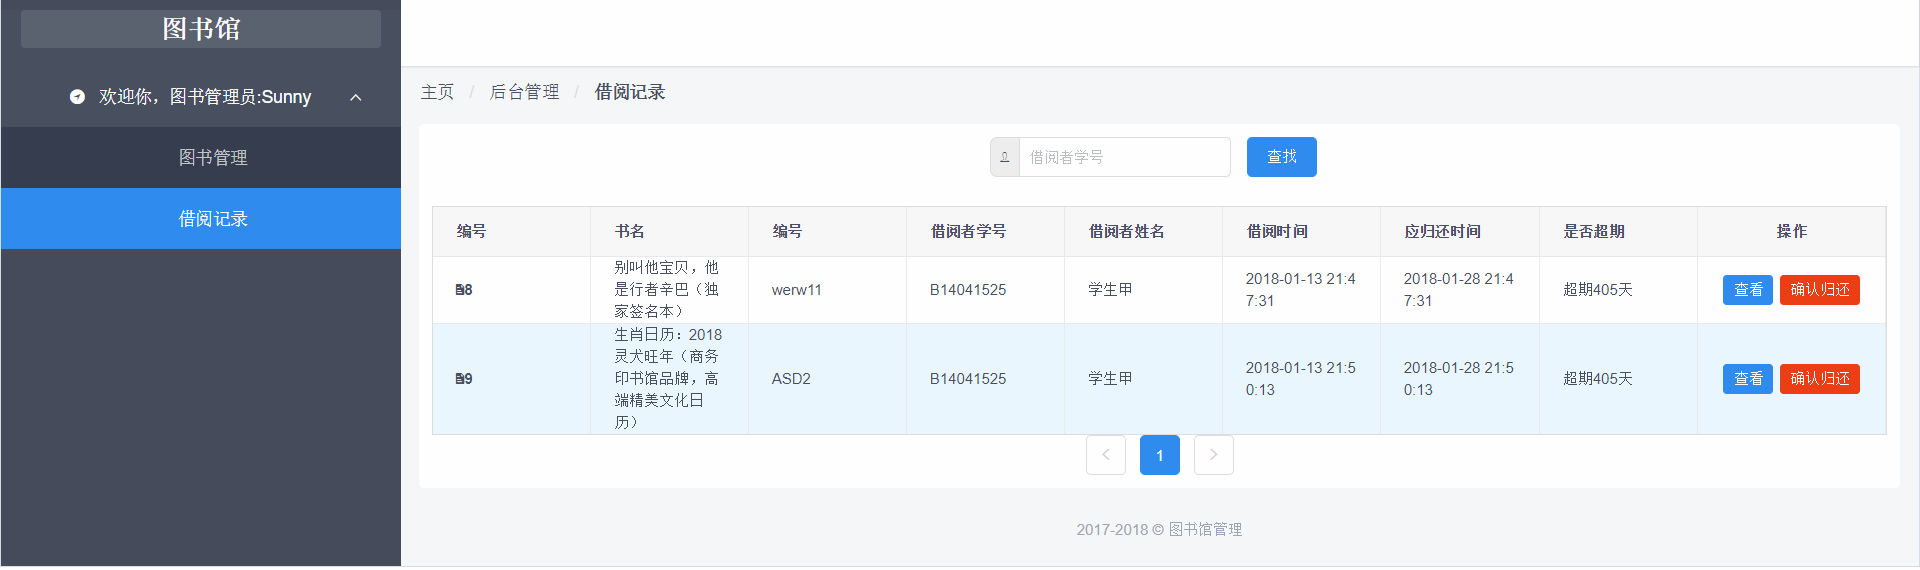 图书馆
欢迎你，图书管理员:Sunny
图书管理
借阅记录
主页 / 后台管理 / 借阅记录
借阅者学号 查找
编号 书名 编号 借阅者学号 借阅者姓名 借阅时间 应归还时间 是否超期 操作
8
别叫他宝贝，他
是行者辛巴（独
家签名本）
werw11
B14041525
学生甲
2018-01-13 21:4
7:31
2018-01-28 21:4
7:31
超期405天
查看 确认归还
9
生肖日历：2018
灵犬旺年（商务
印书馆品牌，高
端精美文化日
历）
ASD2
B14041525
学生甲
2018-01-13 21:5
0:13
2018-01-28 21:5
0:13
超期405天
查看 确认归还
1
2017-2018 © 图书馆管理